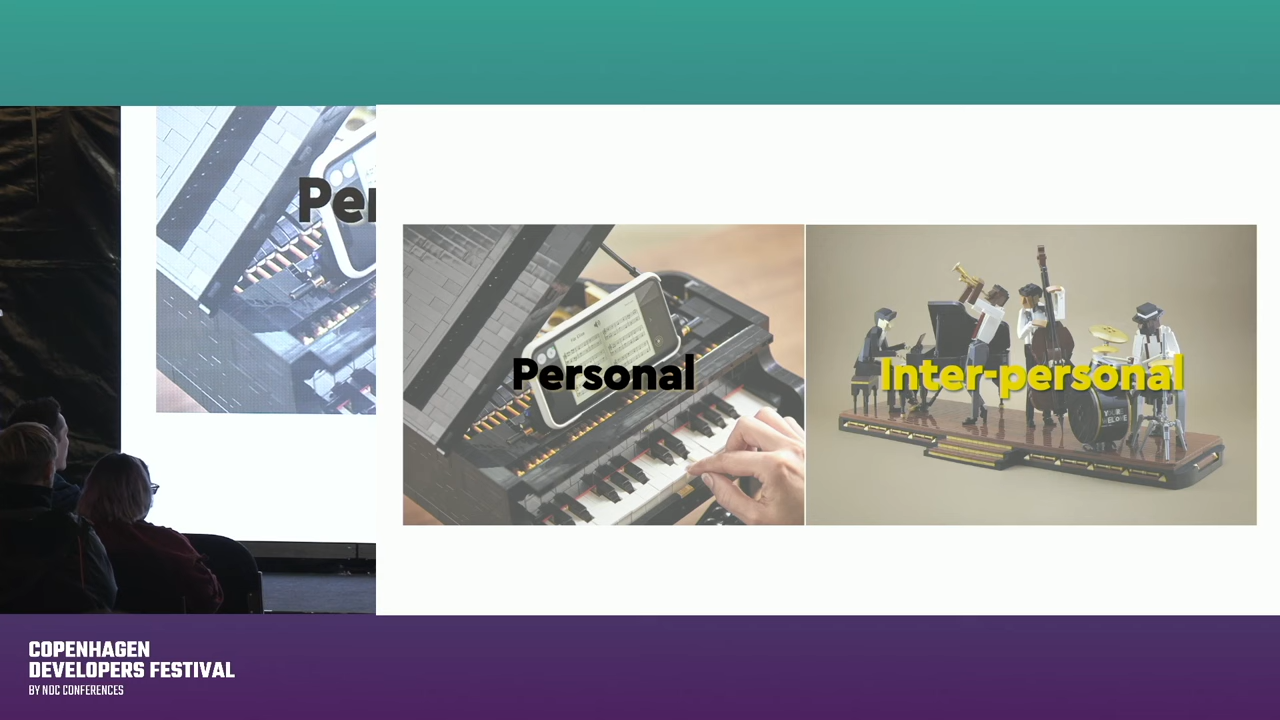 Per
Personal
Inter-personal
COPENHAGEN
DEVELOPERS FESTIVAL
BY NDC CONFERENCES